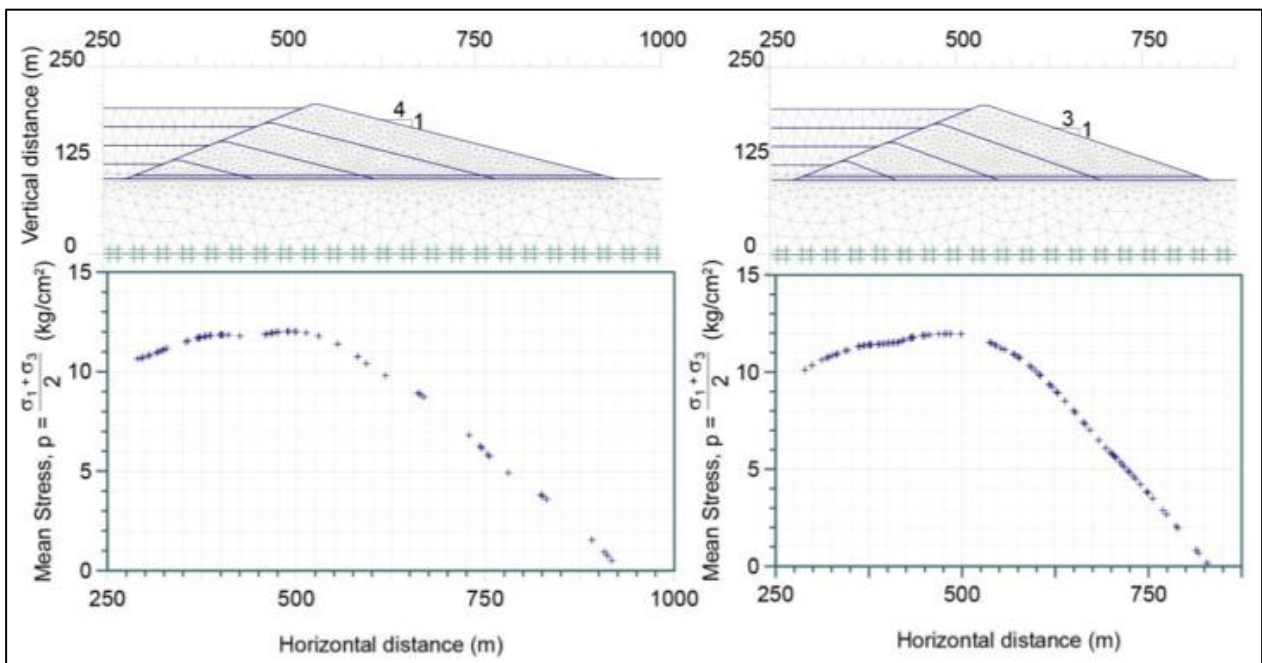 250 500 750 1000
250
125
0
Vertical distance (m)
4
1
15
10
5
0
Mean Stress, p = σ1 + σ3 / 2 (kg/cm²)
250 500 750 1000
Horizontal distance (m)
250 500 750
250
125
0
3
1
15
10
5
0
Mean Stress, p = σ1 + σ3 / 2 (kg/cm²)
250 500 750
Horizontal distance (m)